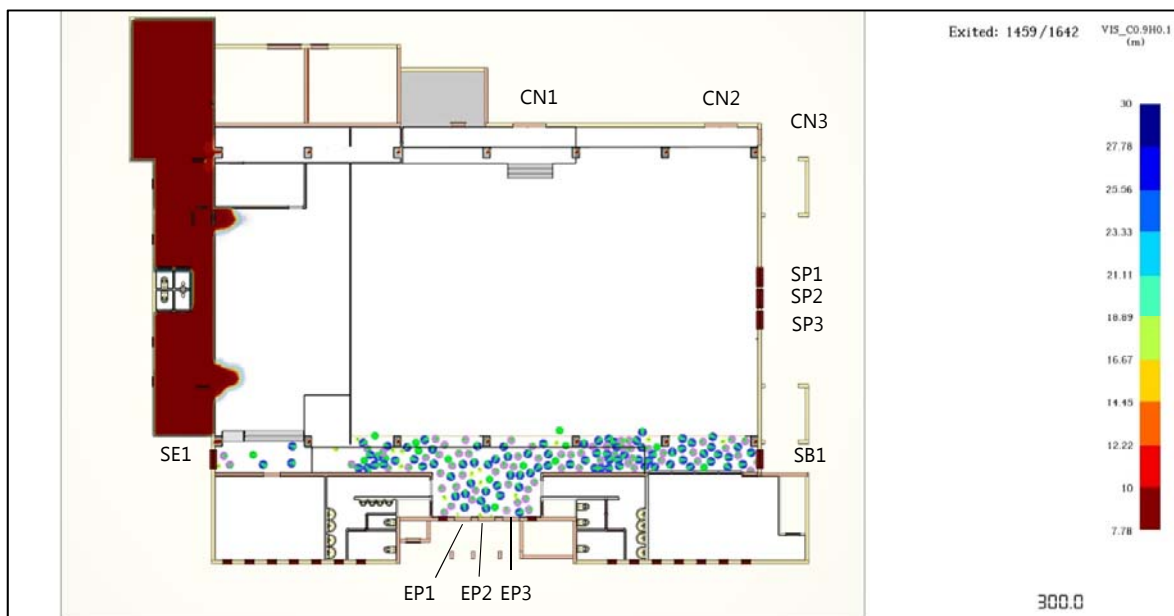 Exited: 1459/1642
VIS_C0.9H0.1
(m)
CN1
CN2
CN3
30
27.78
25.56
23.33
21.11
18.89
16.67
14.45
12.22
10
7.78
SP1
SP2
SP3
SE1
SB1
EP1
EP2
EP3
300.0